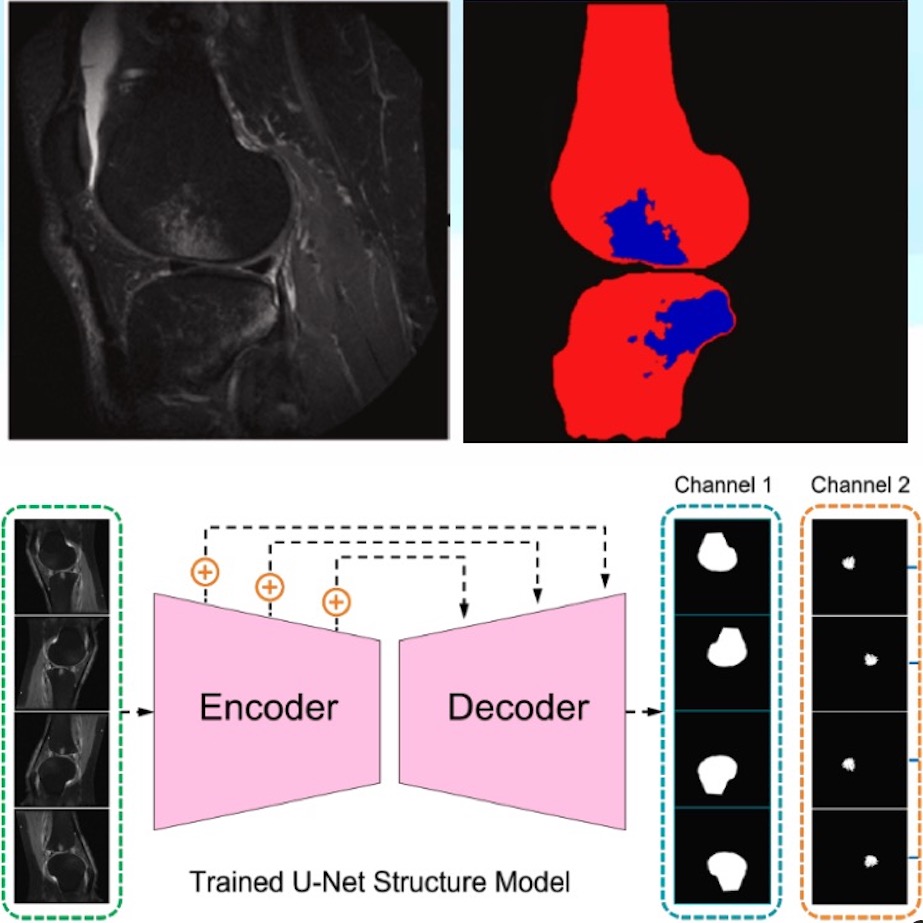 Channel 1
Channel 2
Encoder
Decoder
Trained U-Net Structure Model